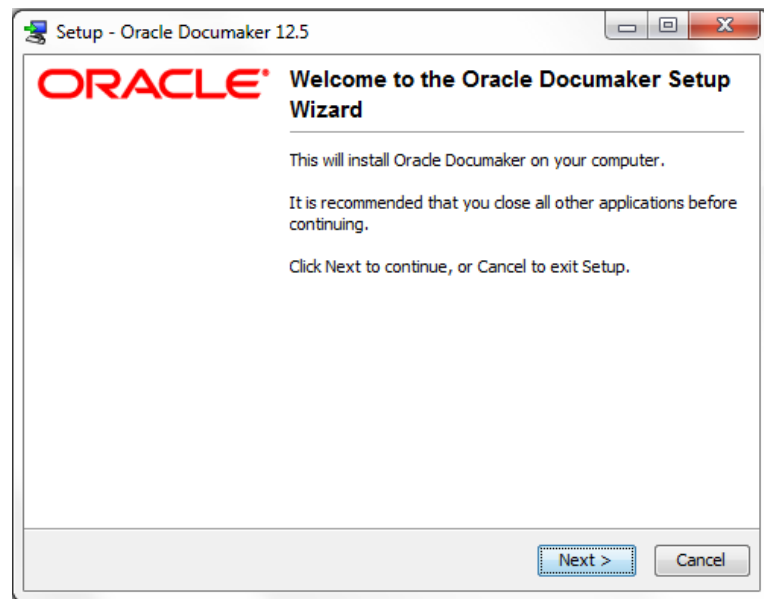 Setup - Oracle Documaker 12.5
ORACLE®
Welcome to the Oracle Documaker Setup
Wizard
This will install Oracle Documaker on your computer.
It is recommended that you close all other applications before
continuing.
Click Next to continue, or Cancel to exit Setup.
Next >
Cancel